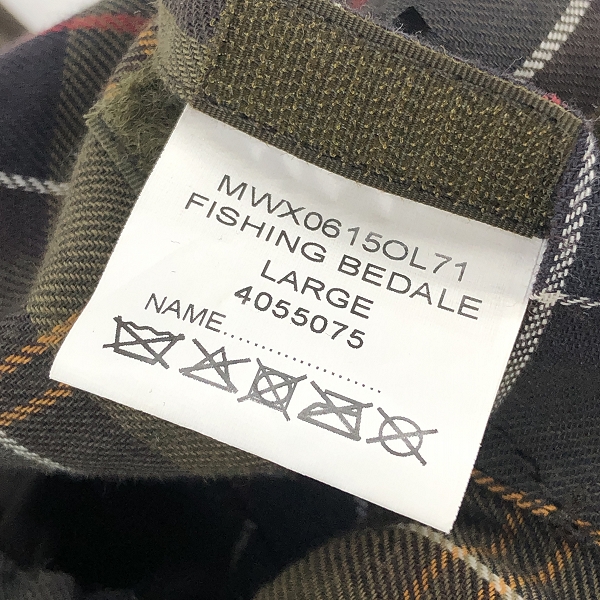 MWX0615OL71
FISHING BEDALE
LARGE
4055075
NAME........................